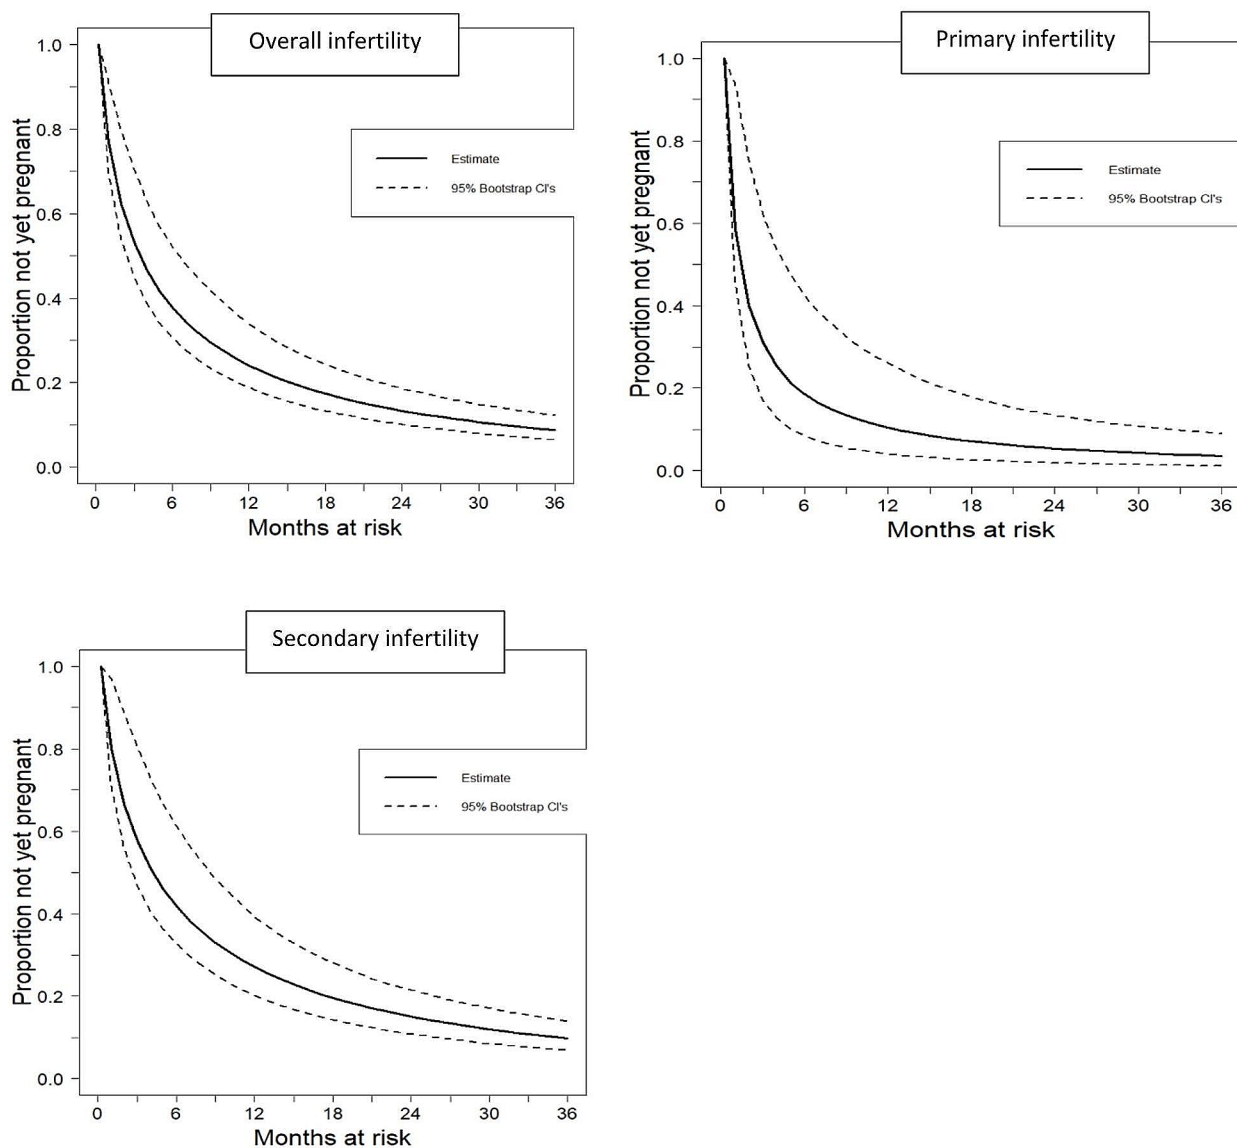 Overall infertility
Proportion not yet pregnant
1.0
0.8
0.6
0.4
0.2
0.0
Estimate
95% Bootstrap CI's
0 6 12 18 24 30 36
Months at risk
Primary infertility
Proportion not yet pregnant
1.0
0.8
0.6
0.4
0.2
0.0
Estimate
95% Bootstrap CI's
0 6 12 18 24 30 36
Months at risk
Secondary infertility
Proportion not yet pregnant
1.0
0.8
0.6
0.4
0.2
0.0
Estimate
95% Bootstrap CI's
0 6 12 18 24 30 36
Months at risk